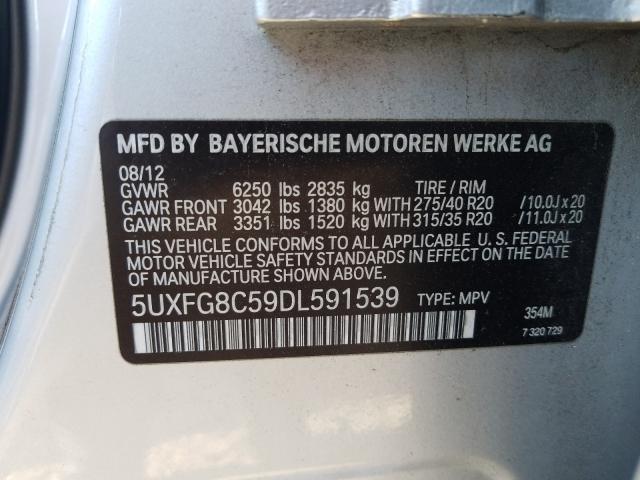 MFD BY BAYERISCHE MOTOREN WERKE AG
08/12
GVWR 6250 lbs 2835 kg TIRE / RIM
GAWR FRONT 3042 lbs 1380 kg WITH 275/40 R20 /10.0J x 20
GAWR REAR 3351 lbs 1520 kg WITH 315/35 R20 /11.0J x 20
THIS VEHICLE CONFORMS TO ALL APPLICABLE U. S. FEDERAL
MOTOR VEHICLE SAFETY STANDARDS IN EFFECT ON THE DATE
OF MANUFACTURE SHOWN ABOVE.
5UXFG8C59DL591539 TYPE: MPV
354M
7 320 729